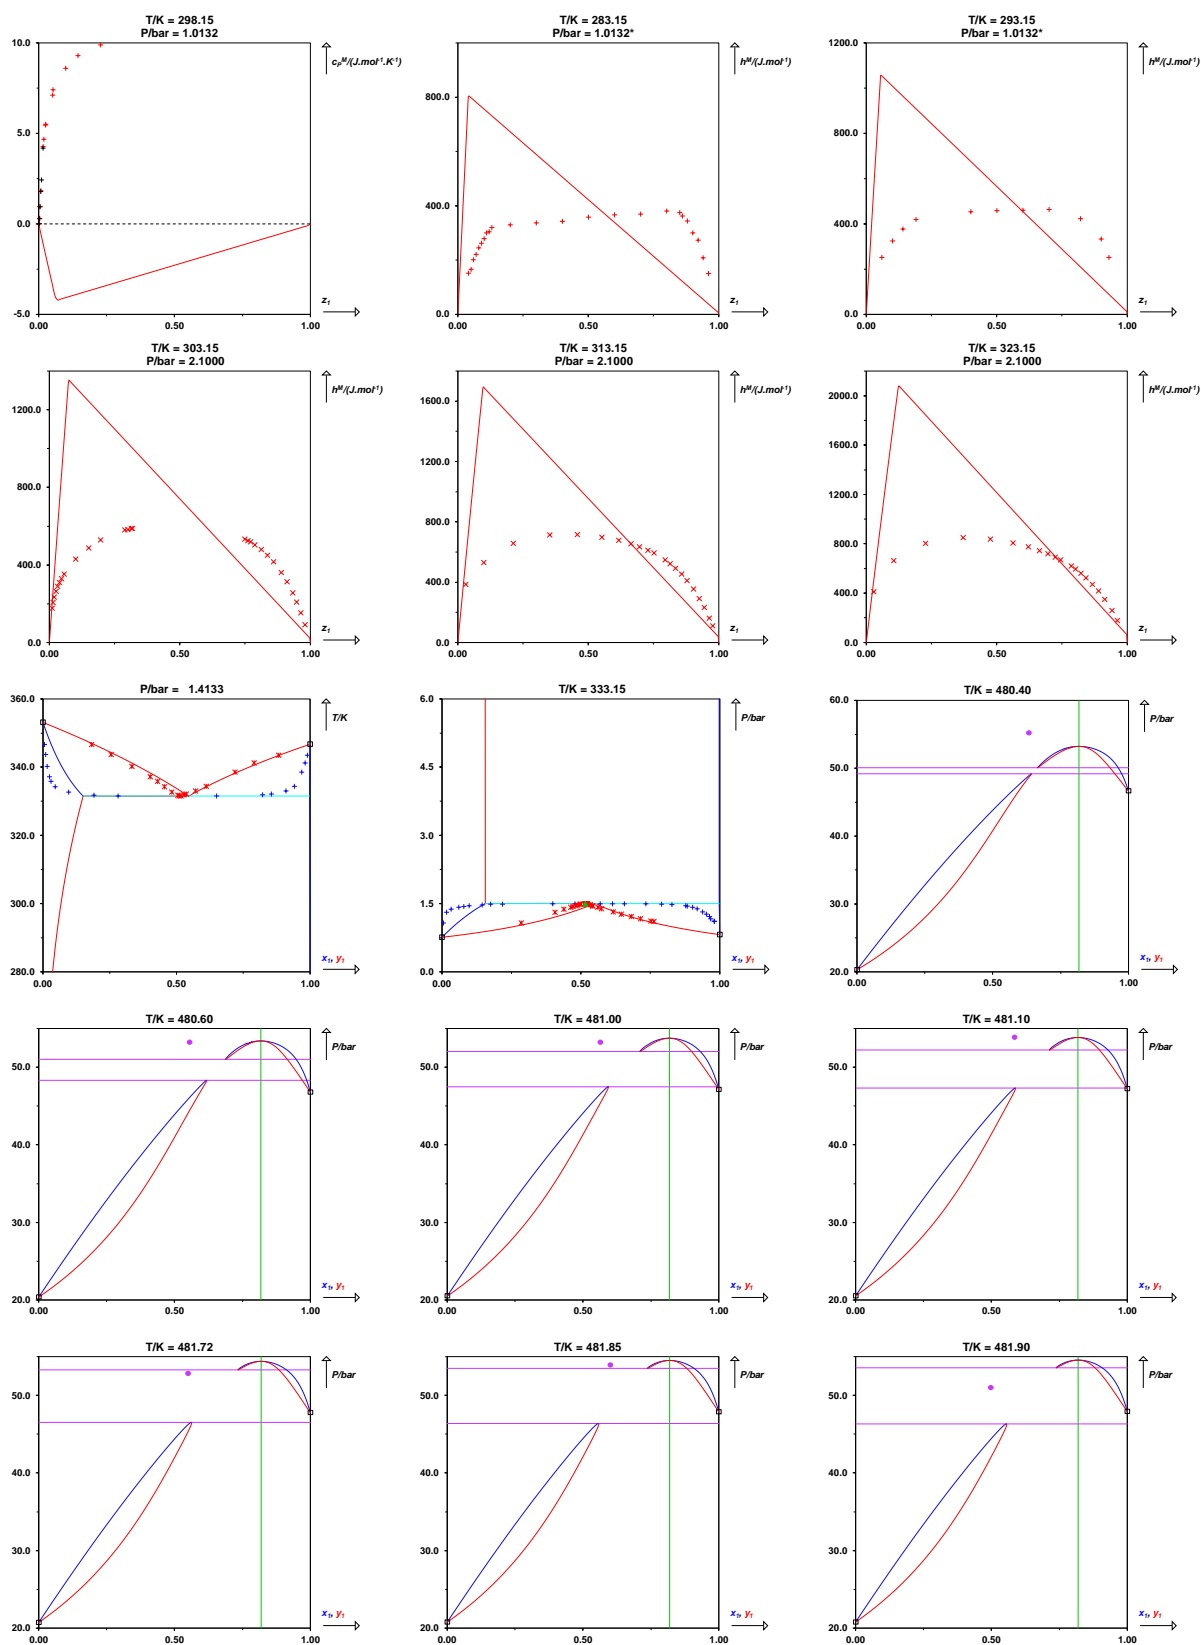 T/K = 298.15
P/bar = 1.0132
10.0
5.0
0.0
-5.0
0.00
0.50
1.00
cPM/(J.mol-1.K-1)
z1
T/K = 283.15
P/bar = 1.0132*
800.0
400.0
0.0
0.00
0.50
1.00
hM/(J.mol-1)
z1
T/K = 293.15
P/bar = 1.0132*
1200.0
800.0
400.0
0.0
0.00
0.50
1.00
hM/(J.mol-1)
z1
T/K = 303.15
P/bar = 2.1000
1200.0
800.0
400.0
0.0
0.00
0.50
1.00
hM/(J.mol-1)
z1
T/K = 313.15
P/bar = 2.1000
1600.0
1200.0
800.0
400.0
0.0
0.00
0.50
1.00
hM/(J.mol-1)
z1
T/K = 323.15
P/bar = 2.1000
2000.0
1600.0
1200.0
800.0
400.0
0.0
0.00
0.50
1.00
hM/(J.mol-1)
z1
P/bar = 1.4133
360.0
340.0
320.0
300.0
280.0
0.00
0.50
1.00
T/K
x1, y1
T/K = 333.15
6.0
4.5
3.0
1.5
0.0
0.00
0.50
1.00
P/bar
x1, y1
T/K = 480.40
60.0
50.0
40.0
30.0
20.0
0.00
0.50
1.00
P/bar
x1, y1
T/K = 480.60
50.0
40.0
30.0
20.0
0.00
0.50
1.00
P/bar
x1, y1
T/K = 481.00
50.0
40.0
30.0
20.0
0.00
0.50
1.00
P/bar
x1, y1
T/K = 481.10
50.0
40.0
30.0
20.0
0.00
0.50
1.00
P/bar
x1, y1
T/K = 481.72
50.0
40.0
30.0
20.0
0.00
0.50
1.00
P/bar
x1, y1
T/K = 481.85
50.0
40.0
30.0
20.0
0.00
0.50
1.00
P/bar
x1, y1
T/K = 481.90
50.0
40.0
30.0
20.0
0.00
0.50
1.00
P/bar
x1, y1